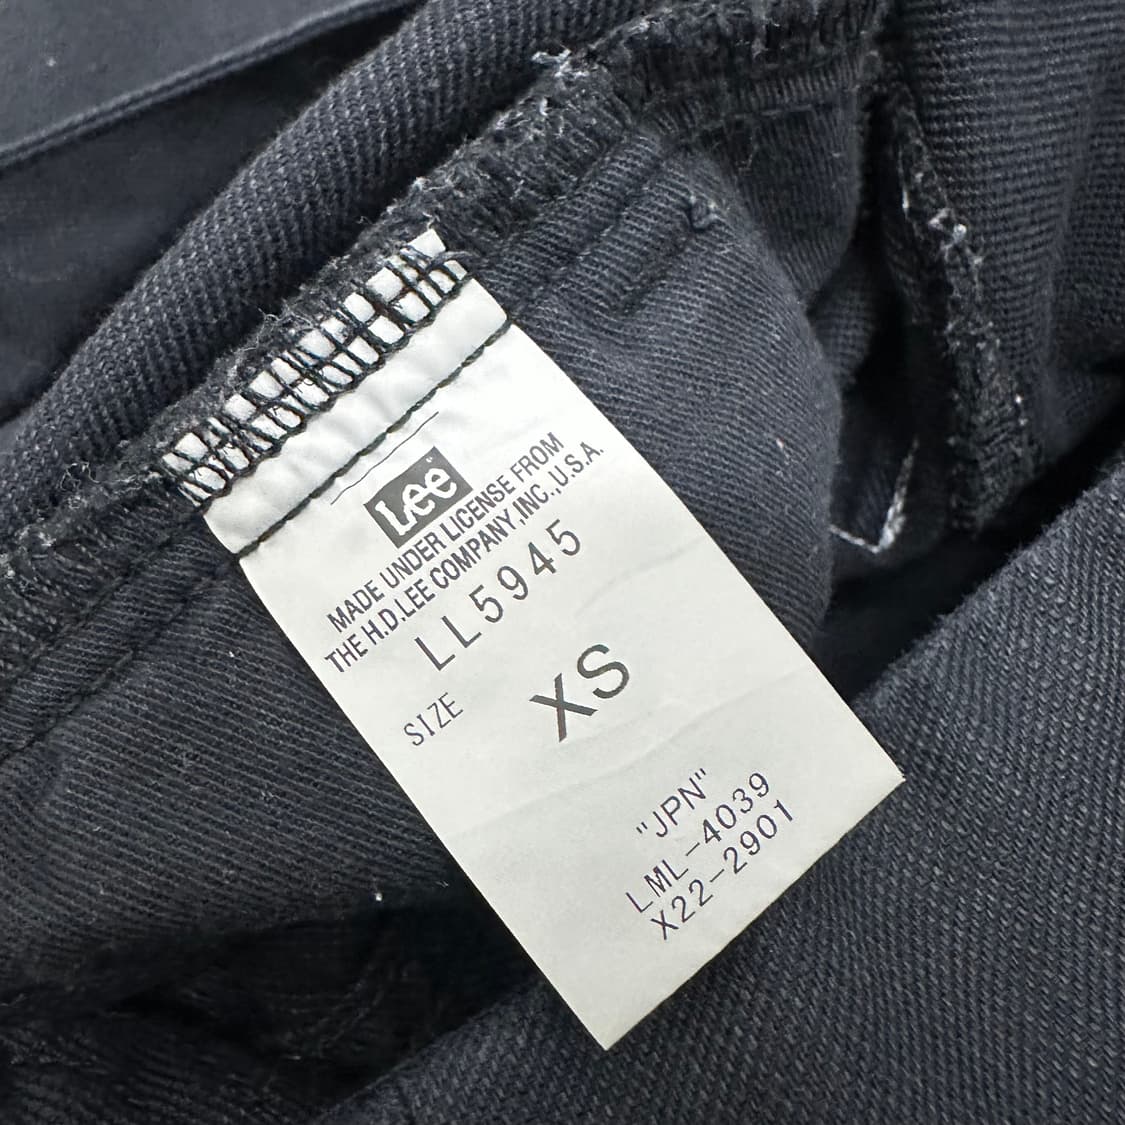 Lee
MADE UNDER LICENSE FROM
THE H.D.LEE COMPANY,INC.,U.S.A.
LL5945
SIZE XS
"JPN"
LML-4039
X22-2901